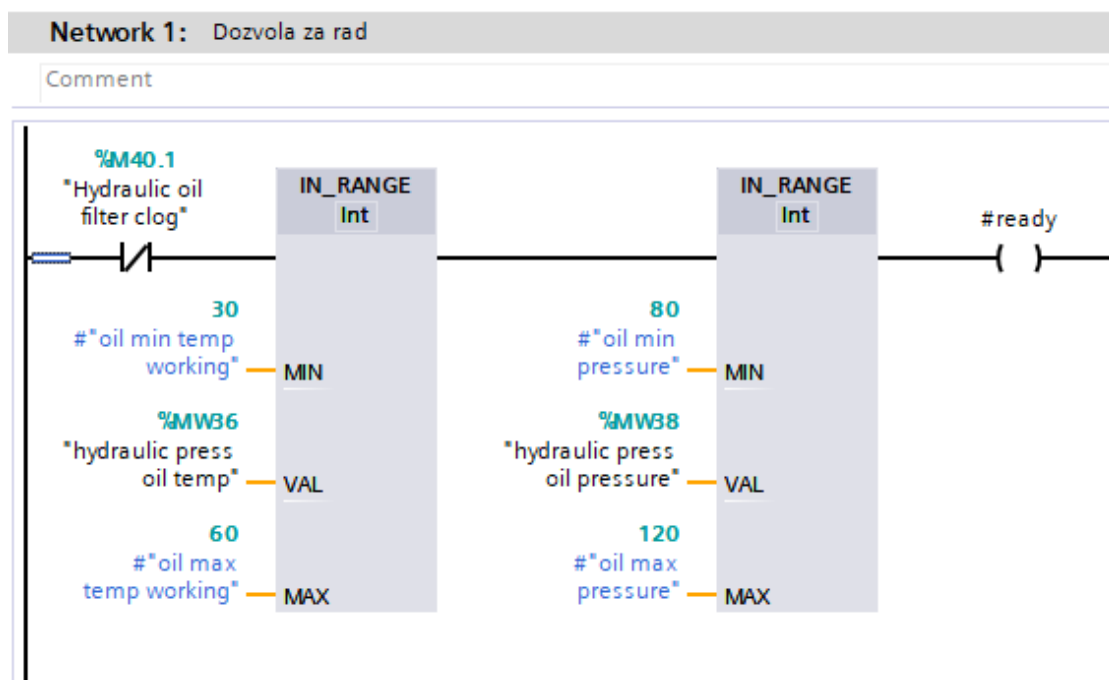 Network 1: Dozvola za rad
Comment
%M40.1
"Hydraulic oil
filter clog"
IN_RANGE
Int
IN_RANGE
Int
#ready
30
#"oil min temp
working"
MIN
80
#"oil min
pressure"
MIN
%MW36
"hydraulic press
oil temp"
VAL
%MW38
"hydraulic press
oil pressure"
VAL
60
#"oil max
temp working"
MAX
120
#"oil max
pressure"
MAX